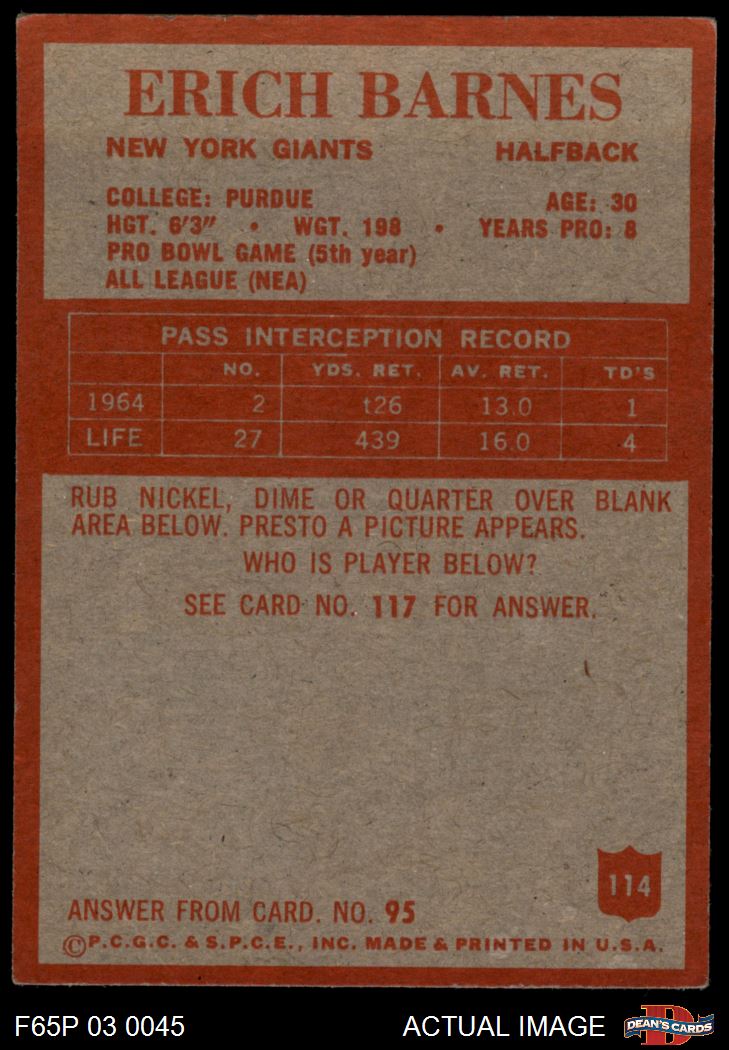 ERICH BARNES
NEW YORK GIANTS HALFBACK
COLLEGE: PURDUE AGE: 30
HGT. 6'3" • WGT. 198 • YEARS PRO: 8
PRO BOWL GAME (5th year)
ALL LEAGUE (NEA)
PASS INTERCEPTION RECORD
NO. YDS. RET. AV. RET. TD'S
1964 2 t26 13.0 1
LIFE 27 439 16.0 4
RUB NICKEL, DIME OR QUARTER OVER BLANK
AREA BELOW. PRESTO A PICTURE APPEARS.
WHO IS PLAYER BELOW?
SEE CARD NO. 117 FOR ANSWER.
114
ANSWER FROM CARD. NO. 95
©P.C.G.C. & S.P.C.E., INC. MADE & PRINTED IN U.S.A.
F65P 03 0045 ACTUAL IMAGE DEAN'S CARDS